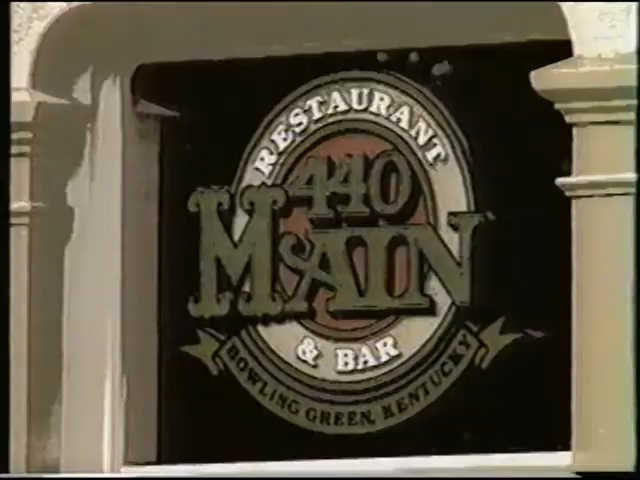 RESTAURANT
440
MAIN
& BAR
BOWLING GREEN, KENTUCKY